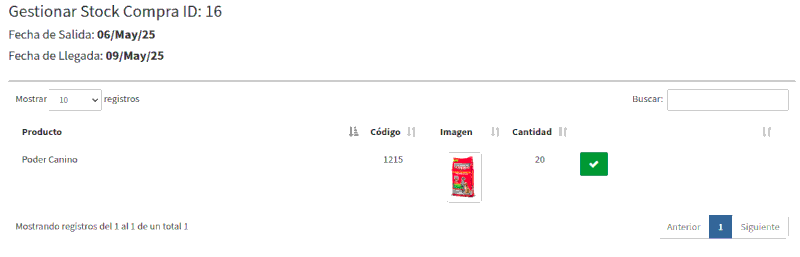 Gestionar Stock Compra ID: 16
Fecha de Salida: 06/May/25
Fecha de Llegada: 09/May/25
Mostrar 10 registros Buscar:
Producto Código Imagen Cantidad
Poder Canino 1215 20
Mostrando registros del 1 al 1 de un total 1 Anterior 1 Siguiente